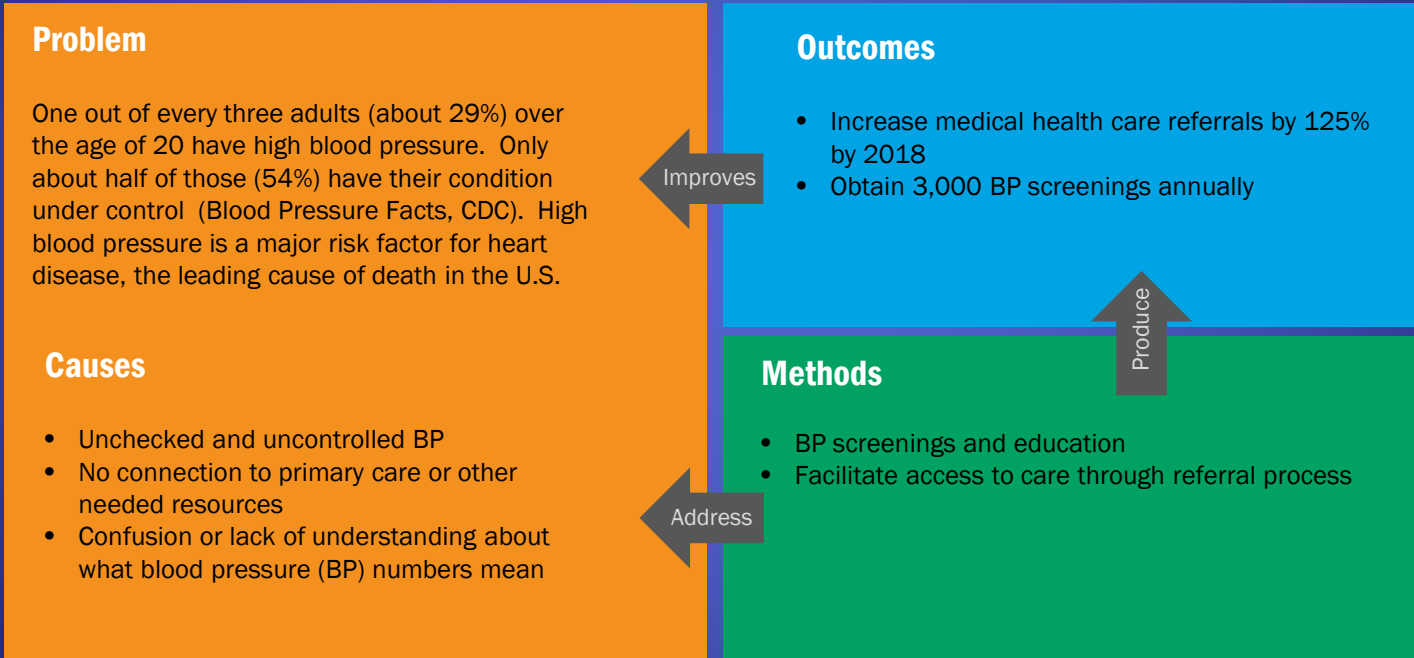 Problem
One out of every three adults (about 29%) over
the age of 20 have high blood pressure.  Only
about half of those (54%) have their condition
under control  (Blood Pressure Facts, CDC).  High
blood pressure is a major risk factor for heart
disease, the leading cause of death in the U.S.
Causes
• Unchecked and uncontrolled BP
• No connection to primary care or other
needed resources
• Confusion or lack of understanding about
what blood pressure (BP) numbers mean
Improves
Address
Outcomes
• Increase medical health care referrals by 125%
by 2018
• Obtain 3,000 BP screenings annually
Produce
Methods
• BP screenings and education
• Facilitate access to care through referral process